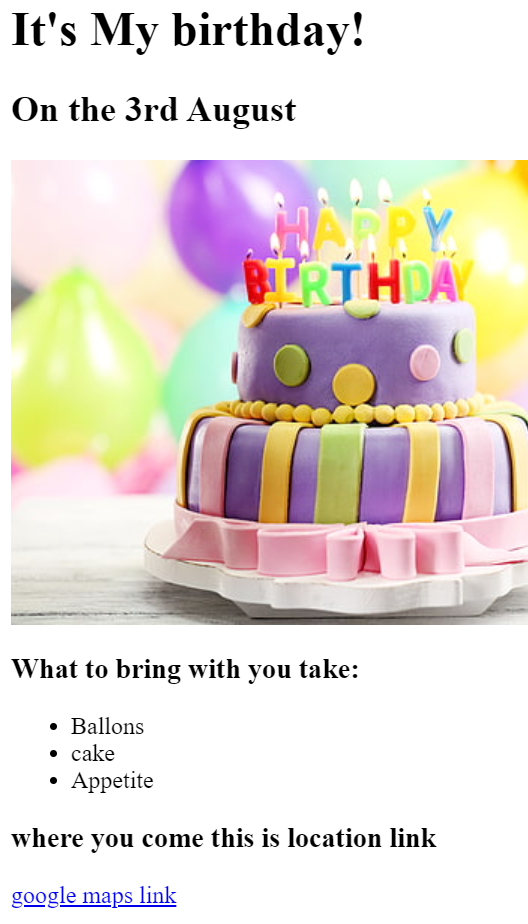 It's My birthday!
On the 3rd August
HAPPY
BIRTHDAY
What to bring with you take:
Ballons
cake
Appetite
where you come this is location link
google maps link